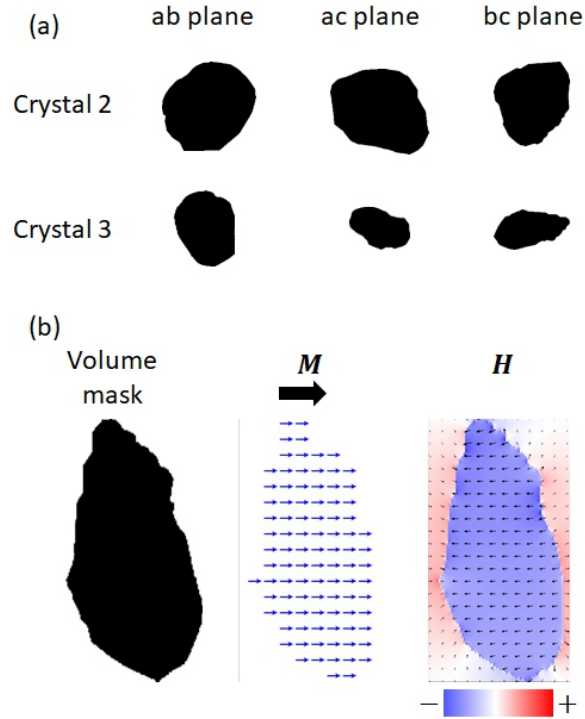 (a)
ab plane ac plane bc plane
Crystal 2
Crystal 3
(b)
Volume
mask
M
H
− +